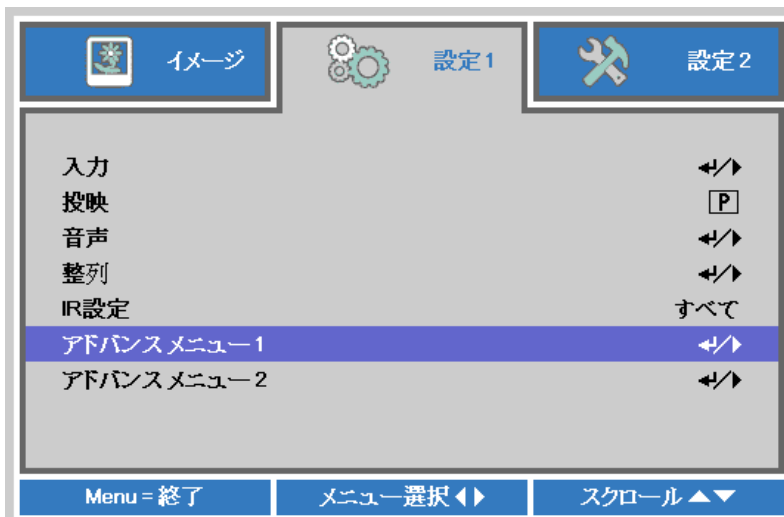 イメージ
設定1
設定2
入力
投映 P
音声
整列
IR設定 すべて
アドバンスメニュー1
アドバンスメニュー2
Menu = 終了
メニュー選択◀▶
スクロール▲▼